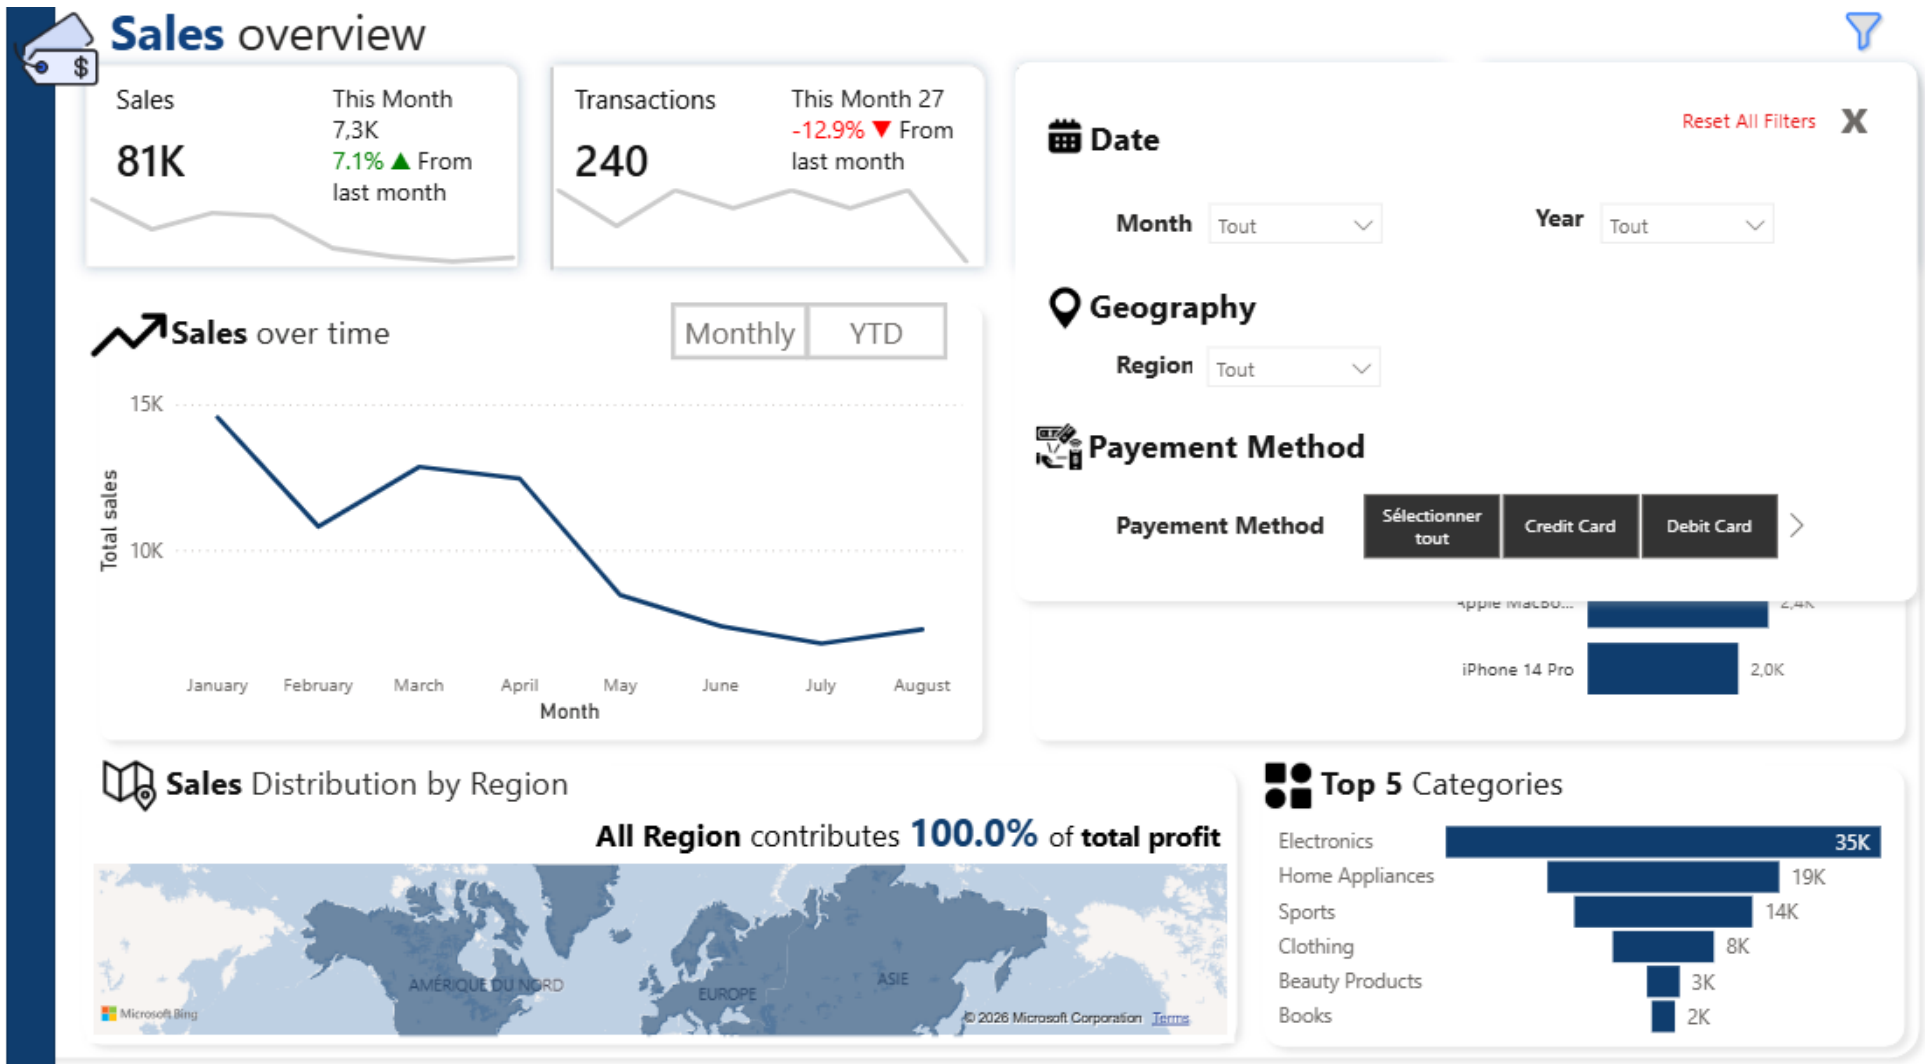 Sales overview
$
Sales
81K
This Month
7,3K
7.1% ▲ From
last month
Transactions
240
This Month 27
-12.9% ▼ From
last month
Date
Reset All Filters
X
Month
Tout
Year
Tout
Geography
Region
Tout
Payement Method
Payement Method
Sélectionner
tout
Credit Card
Debit Card
Sales over time
Monthly
YTD
15K
10K
Total sales
January
February
March
April
May
June
July
August
Month
Apple MacBo...
2,4K
iPhone 14 Pro
2,0K
Sales Distribution by Region
All Region contributes 100.0% of total profit
AMÉRIQUE DU NORD
EUROPE
ASIE
Microsoft Bing
© 2026 Microsoft Corporation Terms
Top 5 Categories
Electronics
35K
Home Appliances
19K
Sports
14K
Clothing
8K
Beauty Products
3K
Books
2K